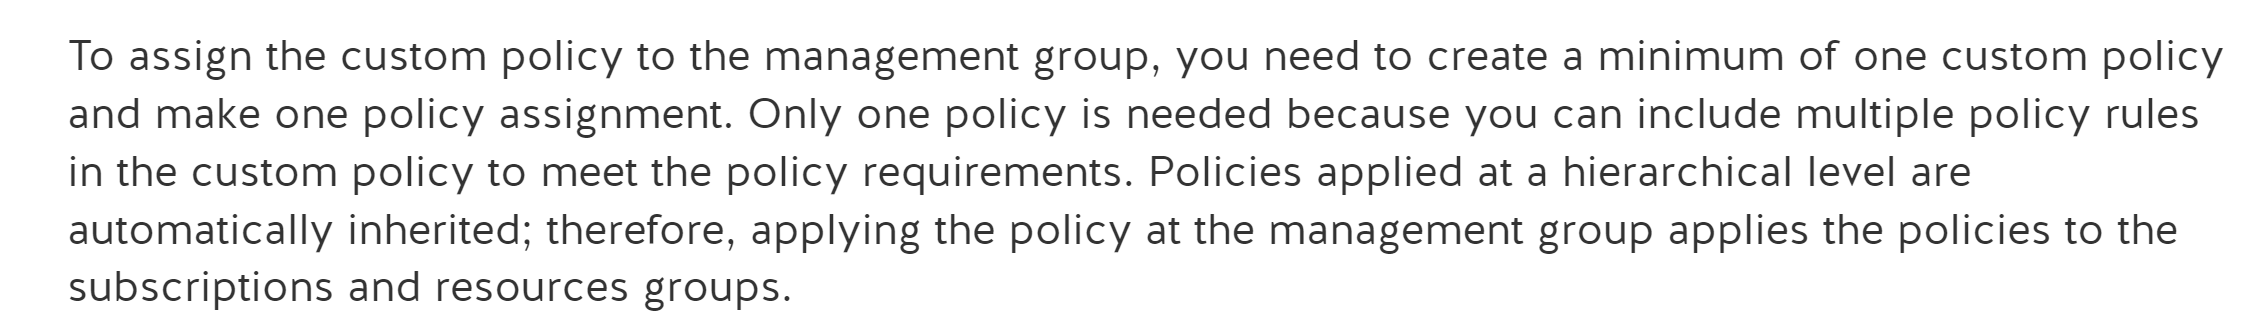 To assign the custom policy to the management group, you need to create a minimum of one custom policy
and make one policy assignment. Only one policy is needed because you can include multiple policy rules
in the custom policy to meet the policy requirements. Policies applied at a hierarchical level are
automatically inherited; therefore, applying the policy at the management group applies the policies to the
subscriptions and resources groups.